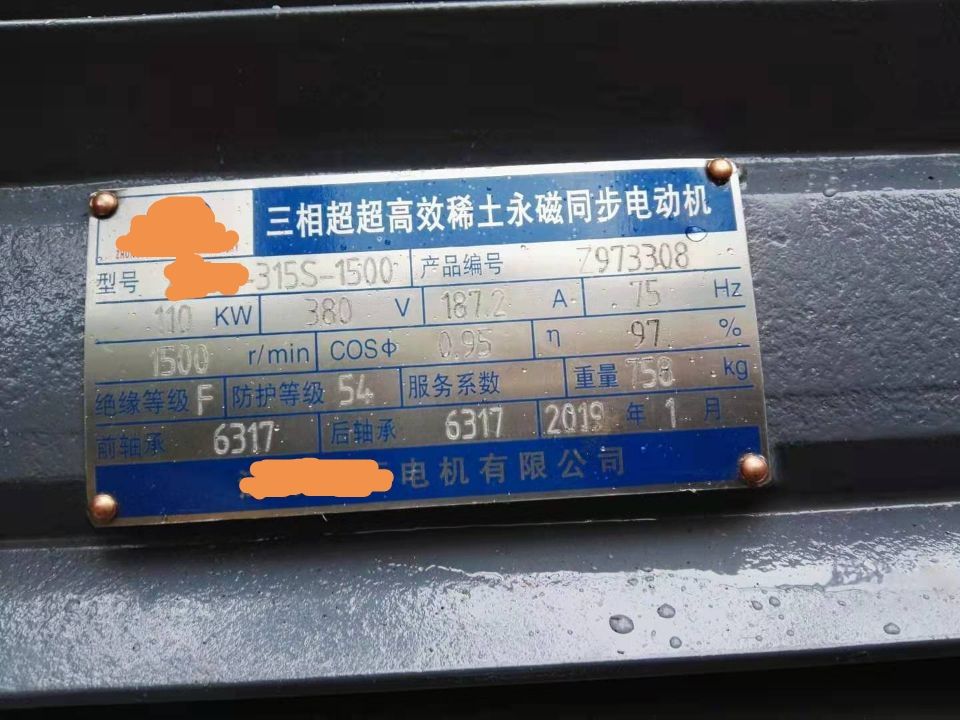 三相超超高效稀土永磁同步电动机
型号 -315S-1500 产品编号 Z973308
110 KW 380 V 187.2 A 75 Hz
1500 r/min COSΦ 0.95 η 97 %
绝缘等级 F 防护等级 54 服务系数 重量 758 kg
前轴承 6317 后轴承 6317 2019 年 1 月
电机有限公司